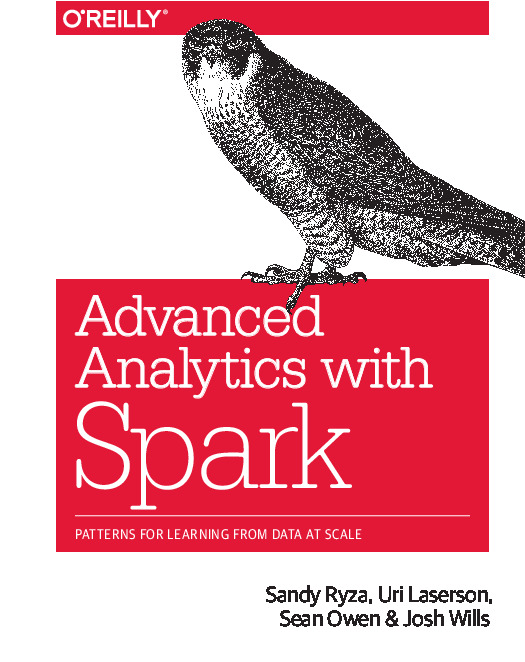 O'REILLY®
Advanced
Analytics with
Spark
PATTERNS FOR LEARNING FROM DATA AT SCALE
Sandy Ryza, Uri Laserson,
Sean Owen & Josh Wills